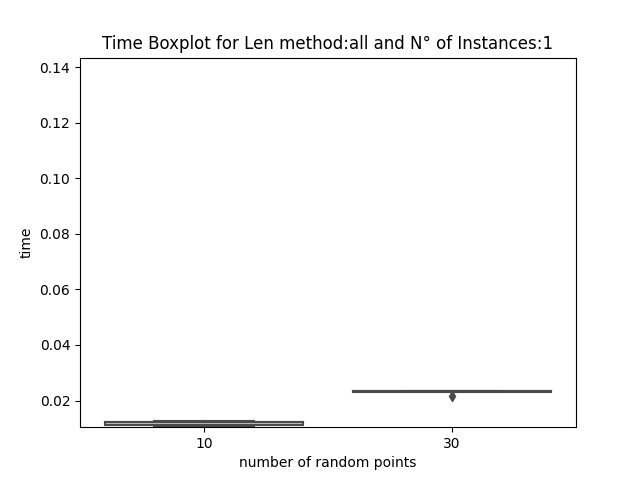 Time Boxplot for Len method:all and N° of Instances:1
0.14
0.12
0.10
0.08
0.06
0.04
0.02
time
10 30
number of random points